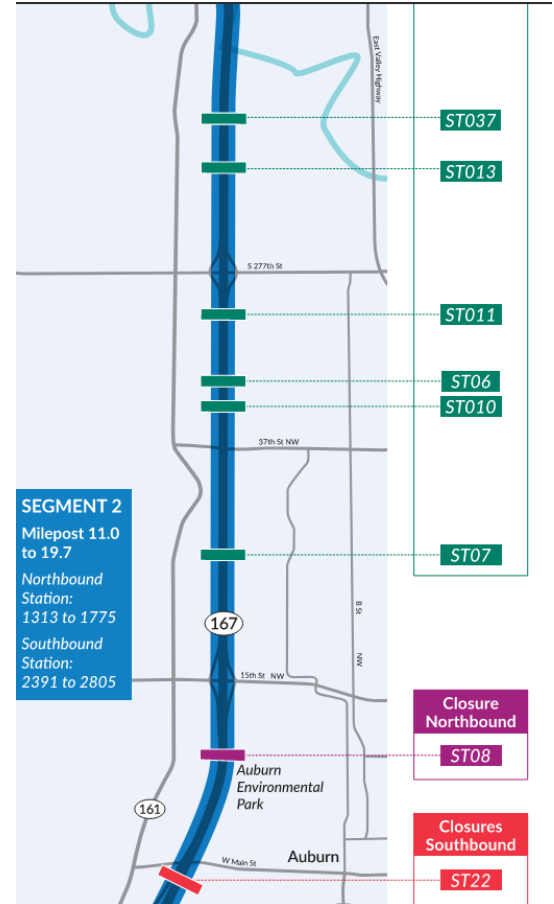 East Valley Highway
ST037
ST013
S 277th St
ST011
ST06
ST010
37th St NW
SEGMENT 2
Milepost 11.0
to 19.7
Northbound
Station:
1313 to 1775
Southbound
Station:
2391 to 2805
ST07
B St
NW
167
15th St NW
Closure
Northbound
ST08
Auburn
Environmental
Park
161
Closures
Southbound
W Main St
Auburn
ST22